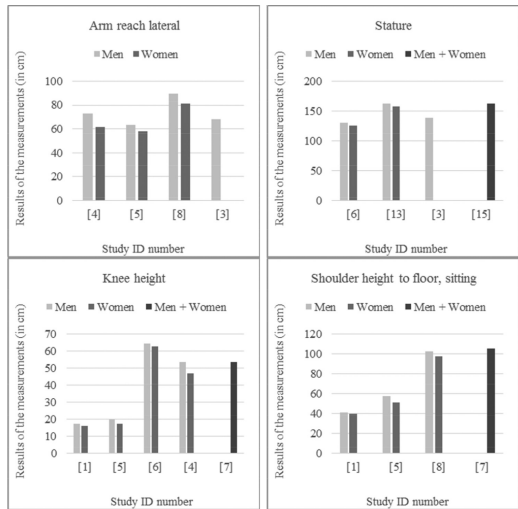 Arm reach lateral
Men Women
Results of the measurements (in cm)
100
80
60
40
20
0
[4] [5] [8] [3]
Study ID number
Stature
Men Women Men + Women
Results of the measurements (in cm)
200
150
100
50
0
[6] [13] [3] [15]
Study ID number
Knee height
Men Women Men + Women
Results of the measurements (in cm)
70
60
50
40
30
20
10
0
[1] [5] [6] [4] [7]
Study ID number
Shoulder height to floor, sitting
Men Women Men + Women
Results of the measurements (in cm)
120
100
80
60
40
20
0
[1] [5] [8] [7]
Study ID number